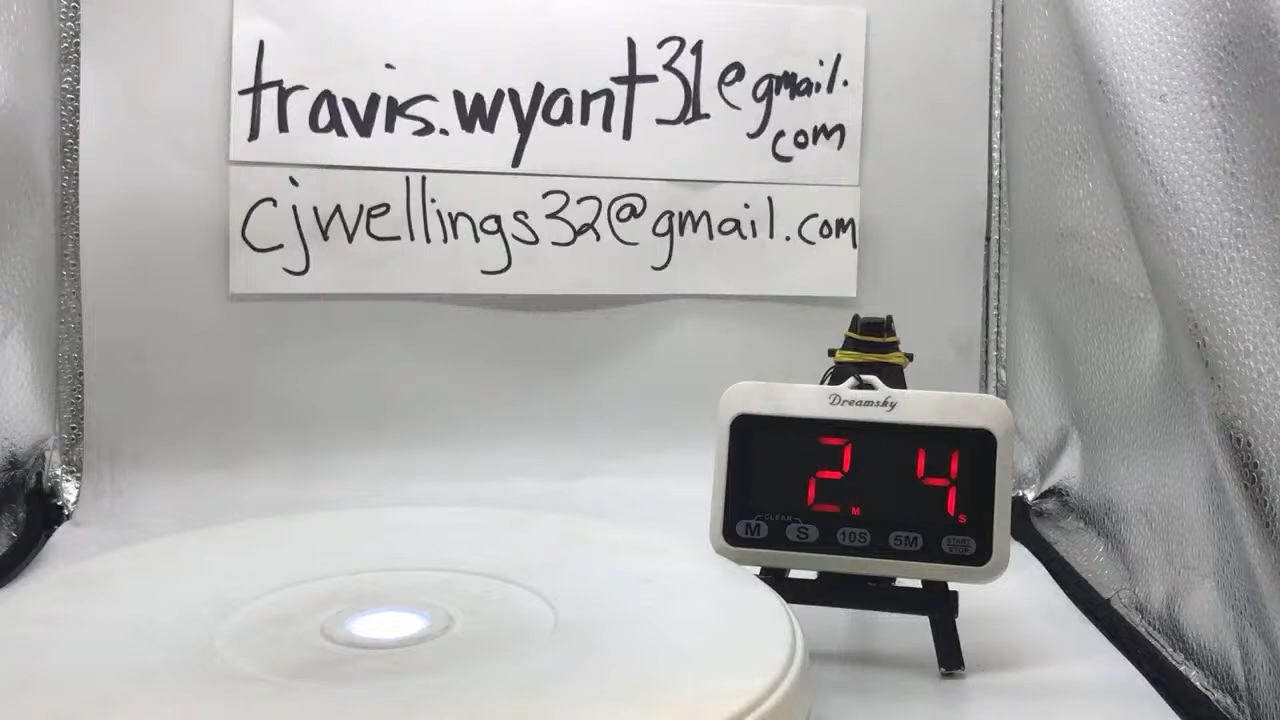 travis.wyant31@gmail.
com
cjwellings32@gmail.com
Dreamsky
2 M 4 S
CLEAR
M S 10S 5M START/STOP